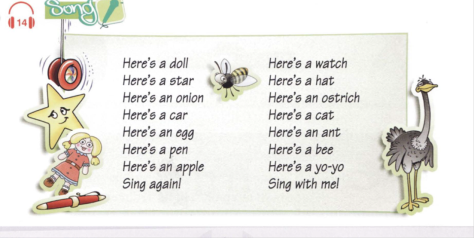 Song
14
Here's a doll
Here's a star
Here's an onion
Here's a car
Here's an egg
Here's a pen
Here's an apple
Sing again!
Here's a watch
Here's a hat
Here's an ostrich
Here's a cat
Here's an ant
Here's a bee
Here's a yo-yo
Sing with me!